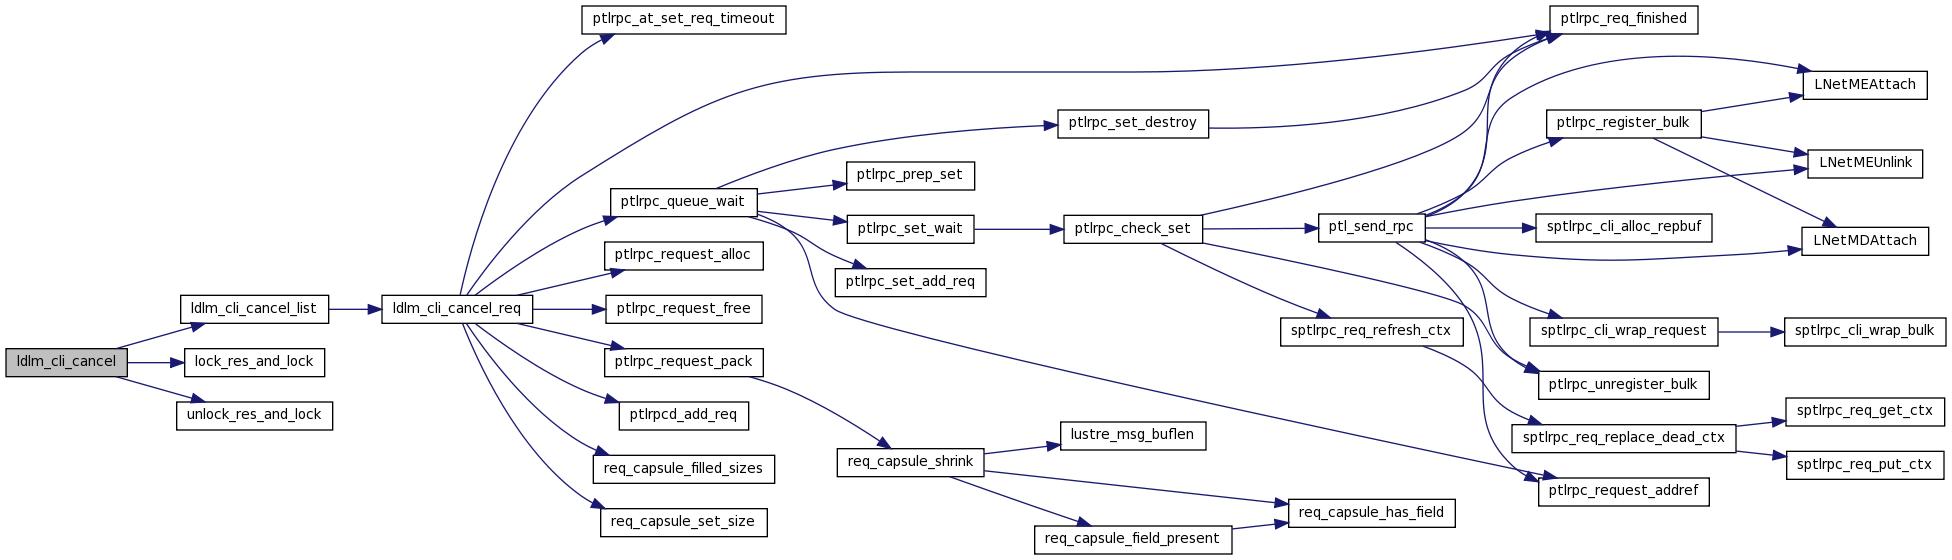 ldlm_cli_cancel
ldlm_cli_cancel_list
lock_res_and_lock
unlock_res_and_lock
ldlm_cli_cancel_req
ptlrpc_at_set_req_timeout
ptlrpc_queue_wait
ptlrpc_request_alloc
ptlrpc_request_free
ptlrpc_request_pack
ptlrpcd_add_req
req_capsule_filled_sizes
req_capsule_set_size
ptlrpc_prep_set
ptlrpc_set_wait
ptlrpc_set_add_req
req_capsule_shrink
ptlrpc_set_destroy
ptlrpc_check_set
lustre_msg_buflen
req_capsule_field_present
ptl_send_rpc
sptlrpc_req_refresh_ctx
req_capsule_has_field
ptlrpc_req_finished
ptlrpc_register_bulk
sptlrpc_cli_alloc_repbuf
sptlrpc_cli_wrap_request
ptlrpc_unregister_bulk
sptlrpc_req_replace_dead_ctx
ptlrpc_request_addref
LNetMEAttach
LNetMEUnlink
LNetMDAttach
sptlrpc_cli_wrap_bulk
sptlrpc_req_get_ctx
sptlrpc_req_put_ctx